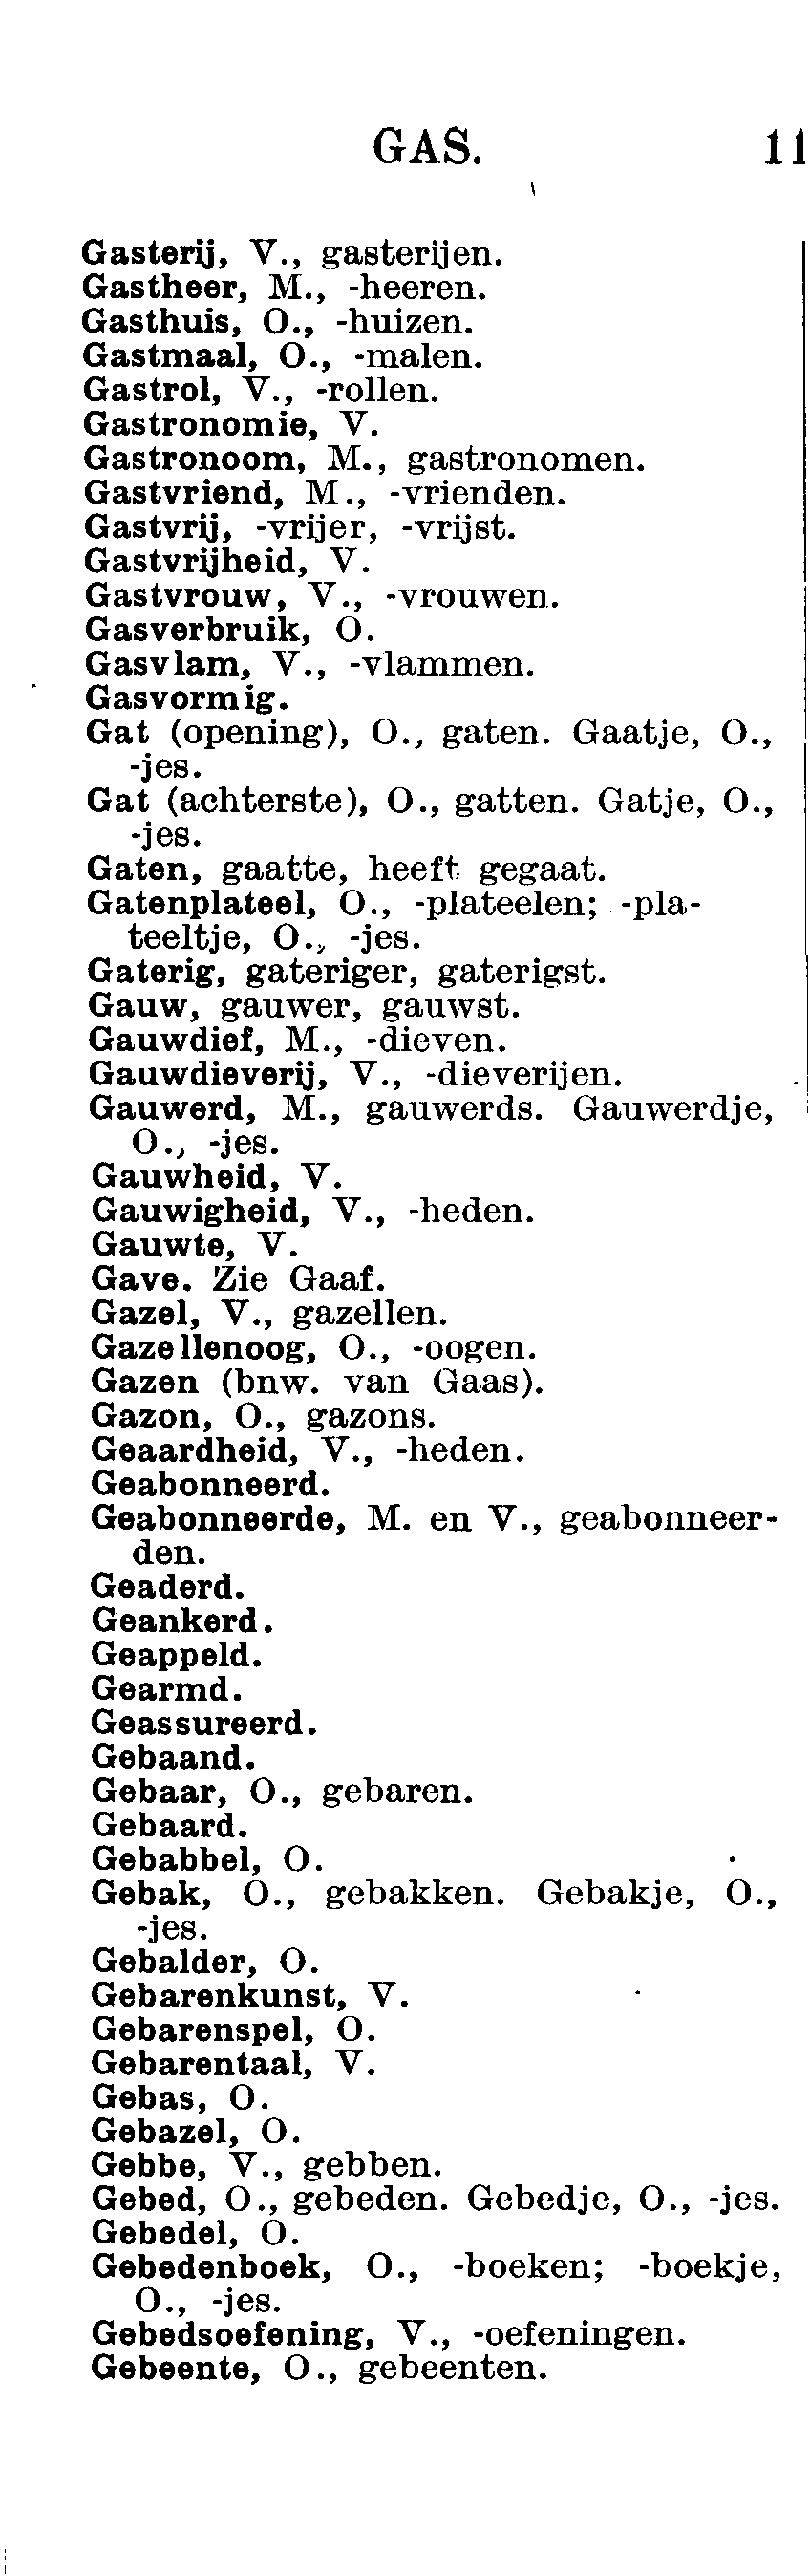 GAS. 11
Gasterij, V., gasterijen.
Gastheer, M., -heeren.
Gasthuis, O., -huizen.
Gastmaal, O., -malen.
Gastrol, V., -rollen.
Gastronomie, V.
Gastronoom, M., gastronomen.
Gastvriend, M., -vrienden.
Gastvrij, -vrijer, -vrijst.
Gastvrijheid, V.
Gastvrouw, V., -vrouwen.
Gasverbruik, O.
Gasvlam, V., -vlammen.
Gasvormig.
Gat (opening), O., gaten. Gaatje, O.,
-jes.
Gat (achterste), O., gatten. Gatje, O.,
-jes.
Gaten, gaatte, heeft gegaat.
Gatenplateel, O., -plateelen; -pla-
teeltje, O., -jes.
Gaterig, gateriger, gaterigst.
Gauw, gauwer, gauwst.
Gauwdief, M., -dieven.
Gauwdieverij, V., -dieverijen.
Gauwerd, M., gauwerds. Gauwerdje,
O., -jes.
Gauwheid, V.
Gauwigheid, V., -heden.
Gauwte, V.
Gave. Zie Gaaf.
Gazel, V., gazellen.
Gazellenoog, O., -oogen.
Gazen (bnw. van Gaas).
Gazon, O., gazons.
Geaardheid, V., -heden.
Geabonneerd.
Geabonneerde, M. en V., geabonneer-
den.
Geaderd.
Geankerd.
Geappeld.
Gearmd.
Geassureerd.
Gebaand.
Gebaar, O., gebaren.
Gebaard.
Gebabbel, O.
Gebak, O., gebakken. Gebakje, O.,
-jes.
Gebalder, O.
Gebarenkunst, V.
Gebarenspel, O.
Gebarentaal, V.
Gebas, O.
Gebazel, O.
Gebbe, V., gebben.
Gebed, O., gebeden. Gebedje, O., -jes.
Gebedel, O.
Gebedenboek, O., -boeken; -boekje,
O., -jes.
Gebedsoefening, V., -oefeningen.
Gebeente, O., gebeenten.